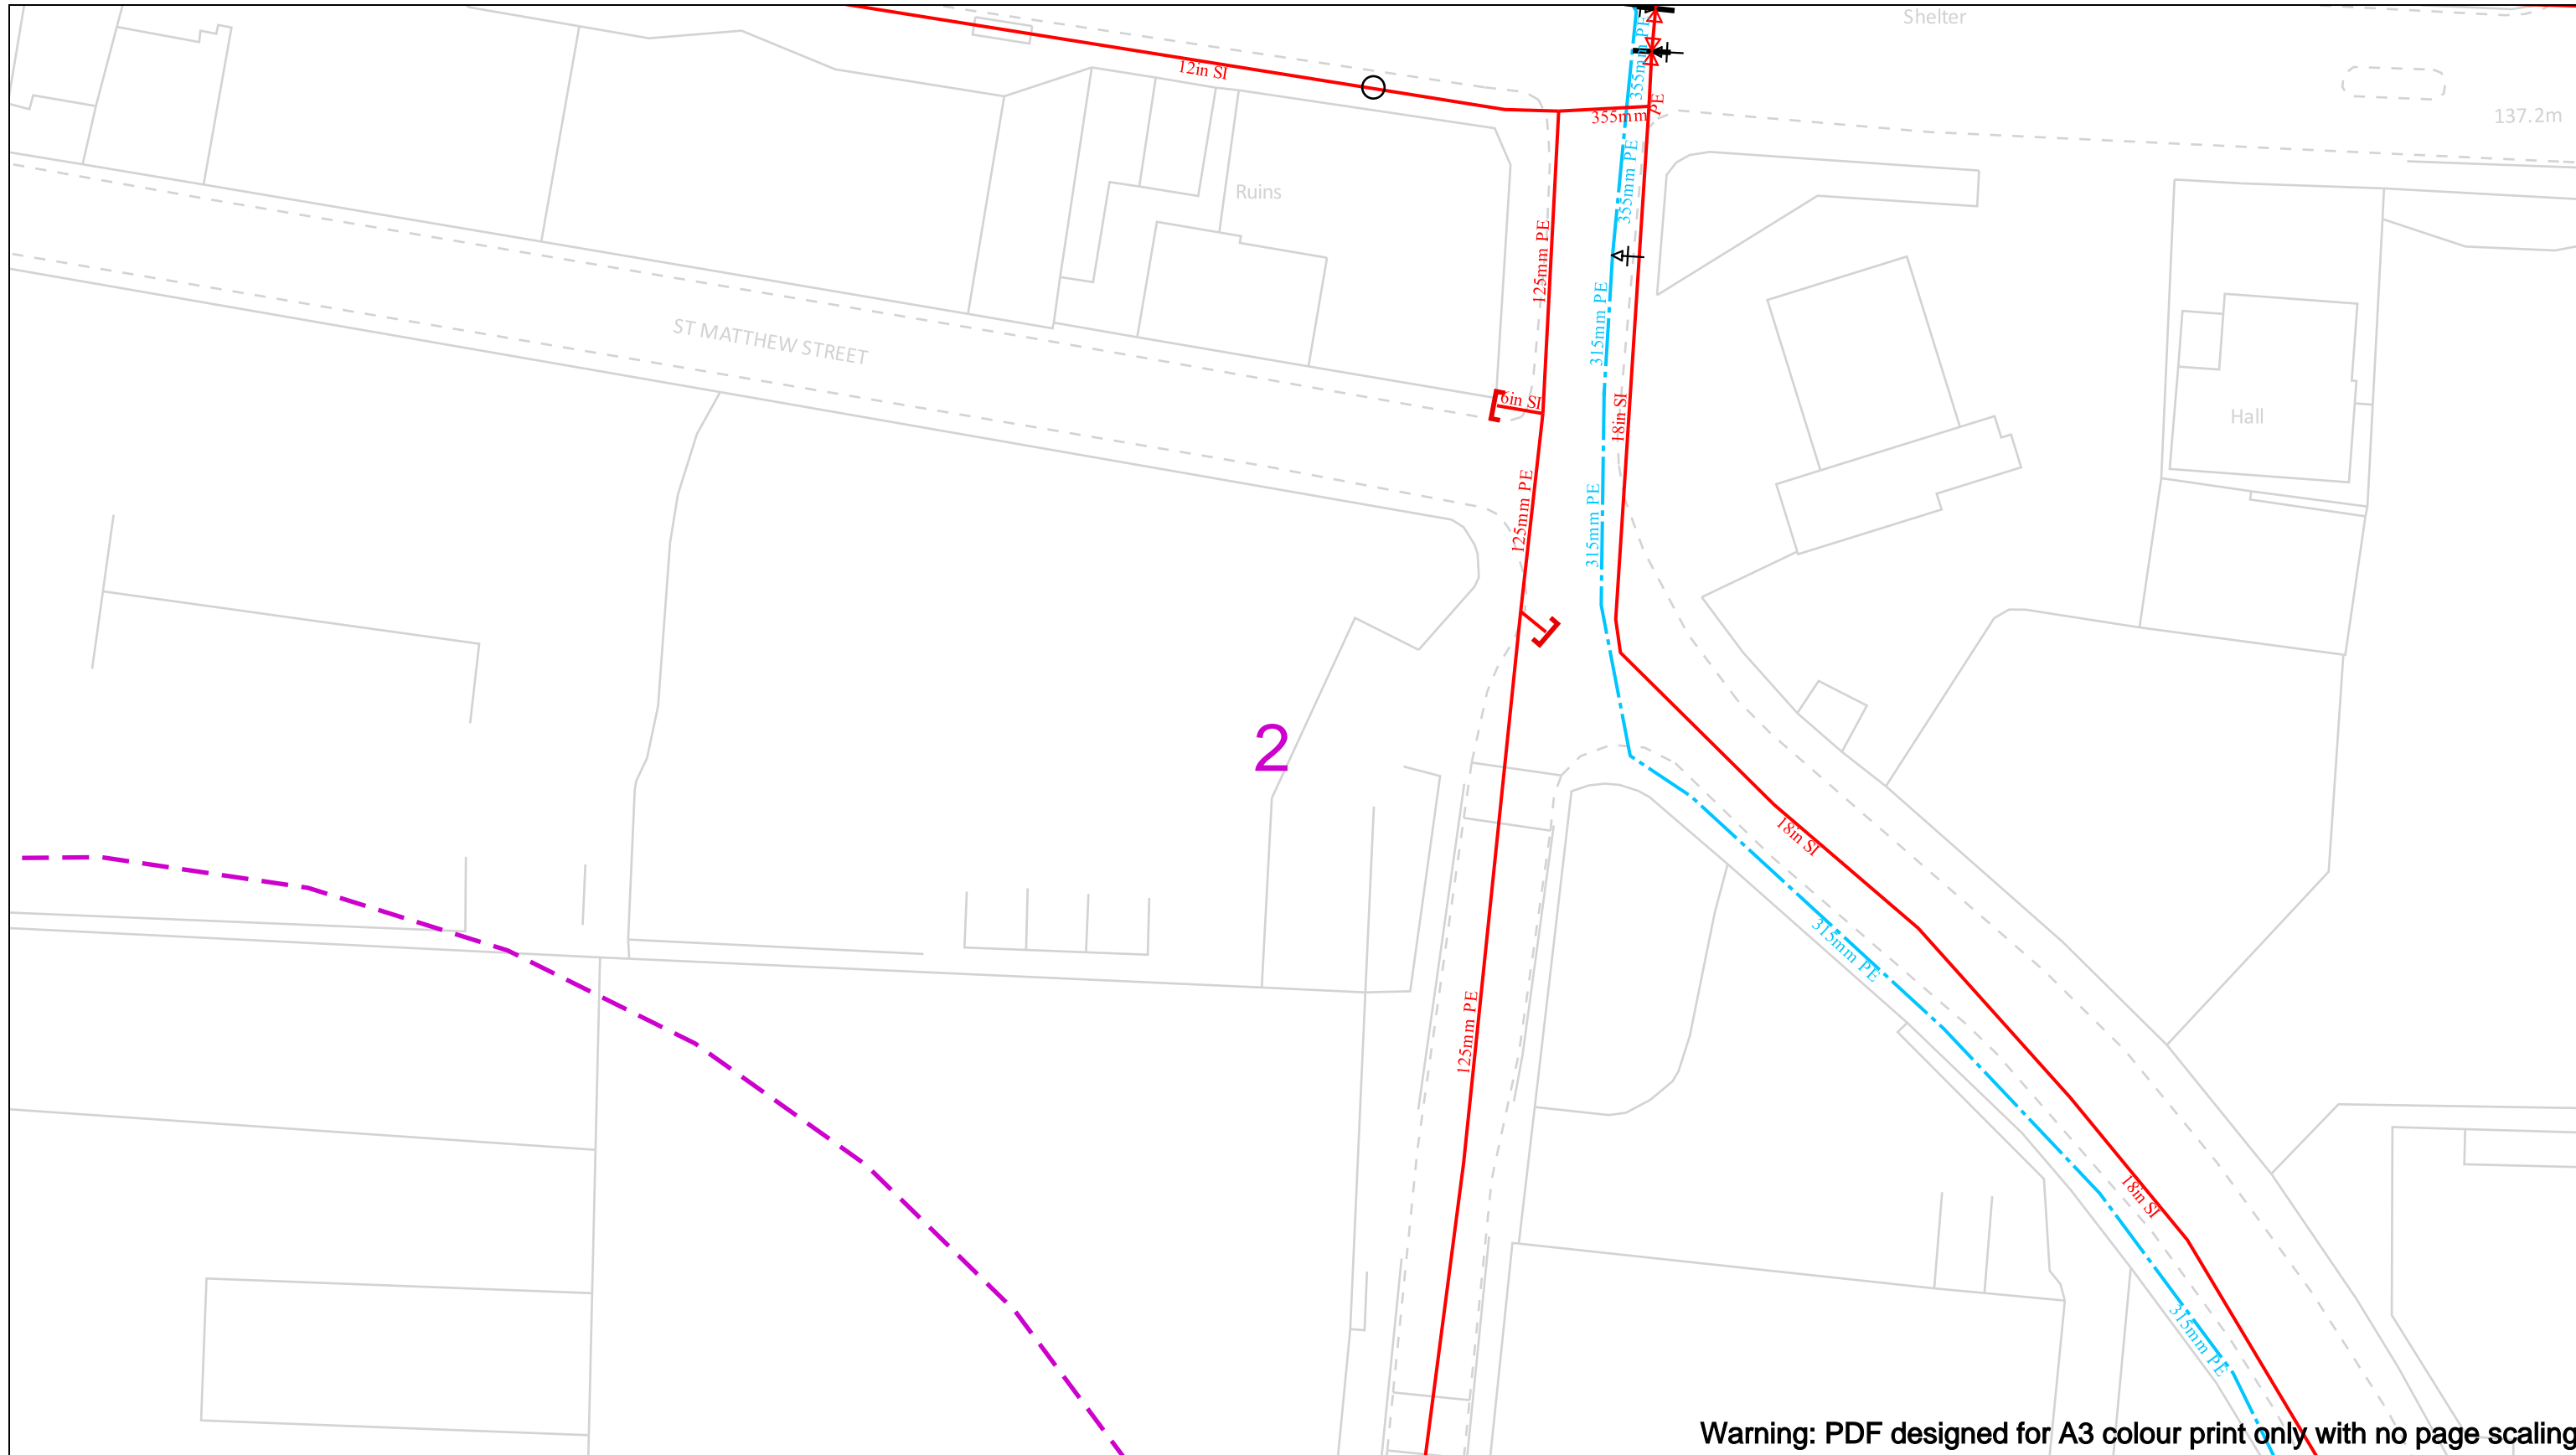 Shelter
355mm PE
12in SI
PE
355mm
137.2m
355mm PE
Ruins
125mm PE
315mm PE
ST MATTHEW STREET
6in SI
18in SI
Hall
125mm PE
315mm PE
2
18in SI
315mm PE
125mm PE
18in SI
315mm PE
Warning: PDF designed for A3 colour print only with no page scaling